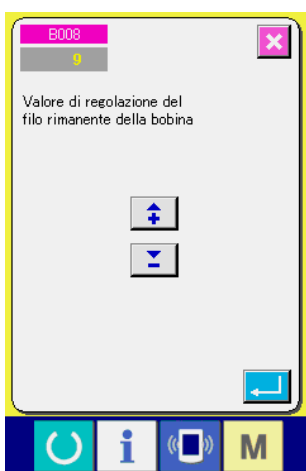 B008
9
Valore di regolazione del
filo rimanente della bobina
i
M